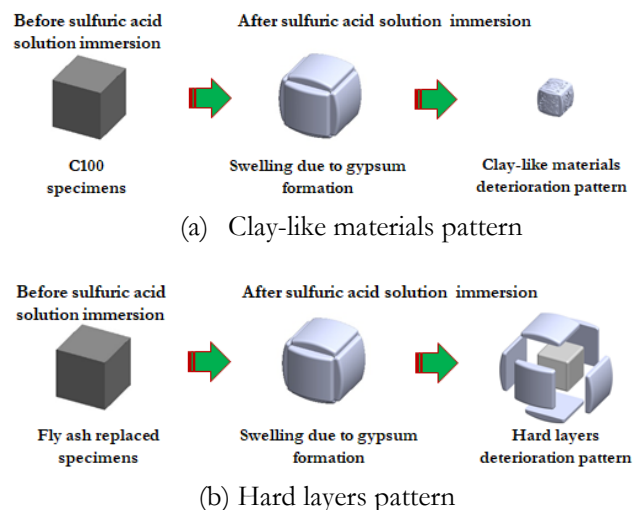 Before sulfuric acid solution immersion
After sulfuric acid solution immersion
C100 specimens
Swelling due to gypsum formation
Clay-like materials deterioration pattern
(a) Clay-like materials pattern
Before sulfuric acid solution immersion
After sulfuric acid solution immersion
Fly ash replaced specimens
Swelling due to gypsum formation
Hard layers deterioration pattern
(b) Hard layers pattern